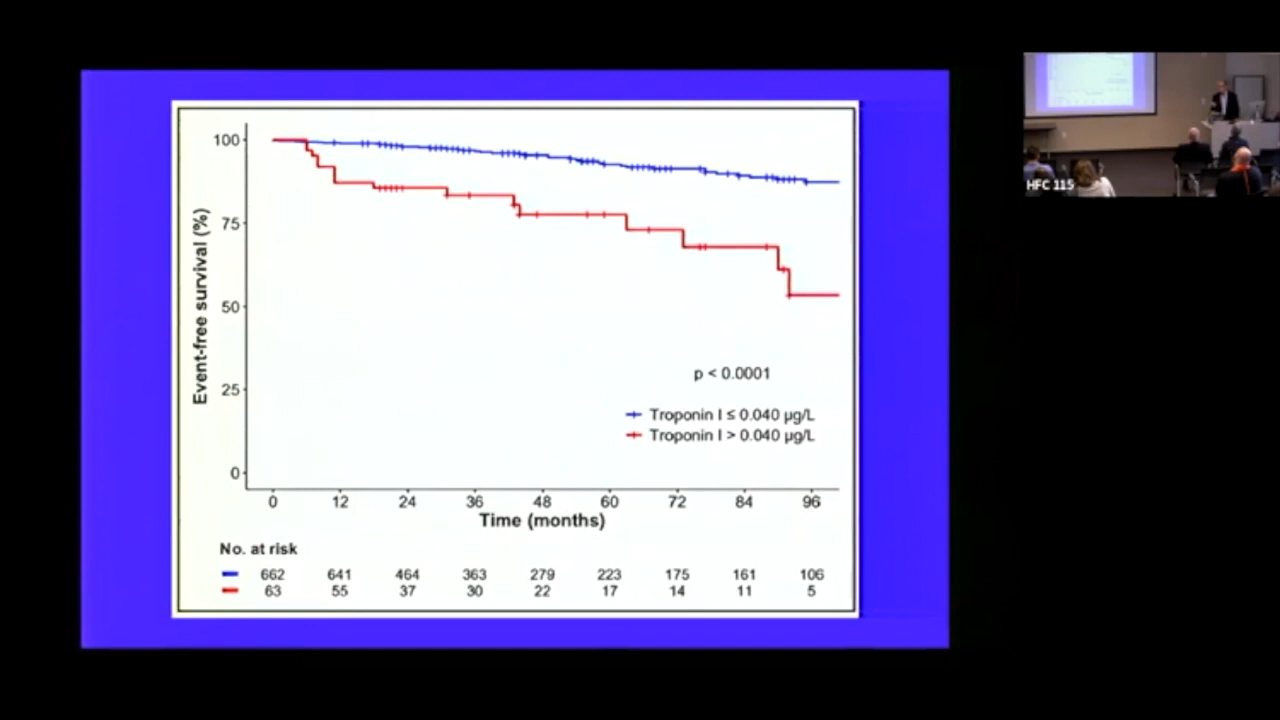 100
75
50
25
0
Event-free survival (%)
p < 0.0001
Troponin I ≤ 0.040 µg/L
Troponin I > 0.040 µg/L
0 12 24 36 48 60 72 84 96
Time (months)
No. at risk
662 641 464 363 279 223 175 161 106
63 55 37 30 22 17 14 11 5
HFC 115